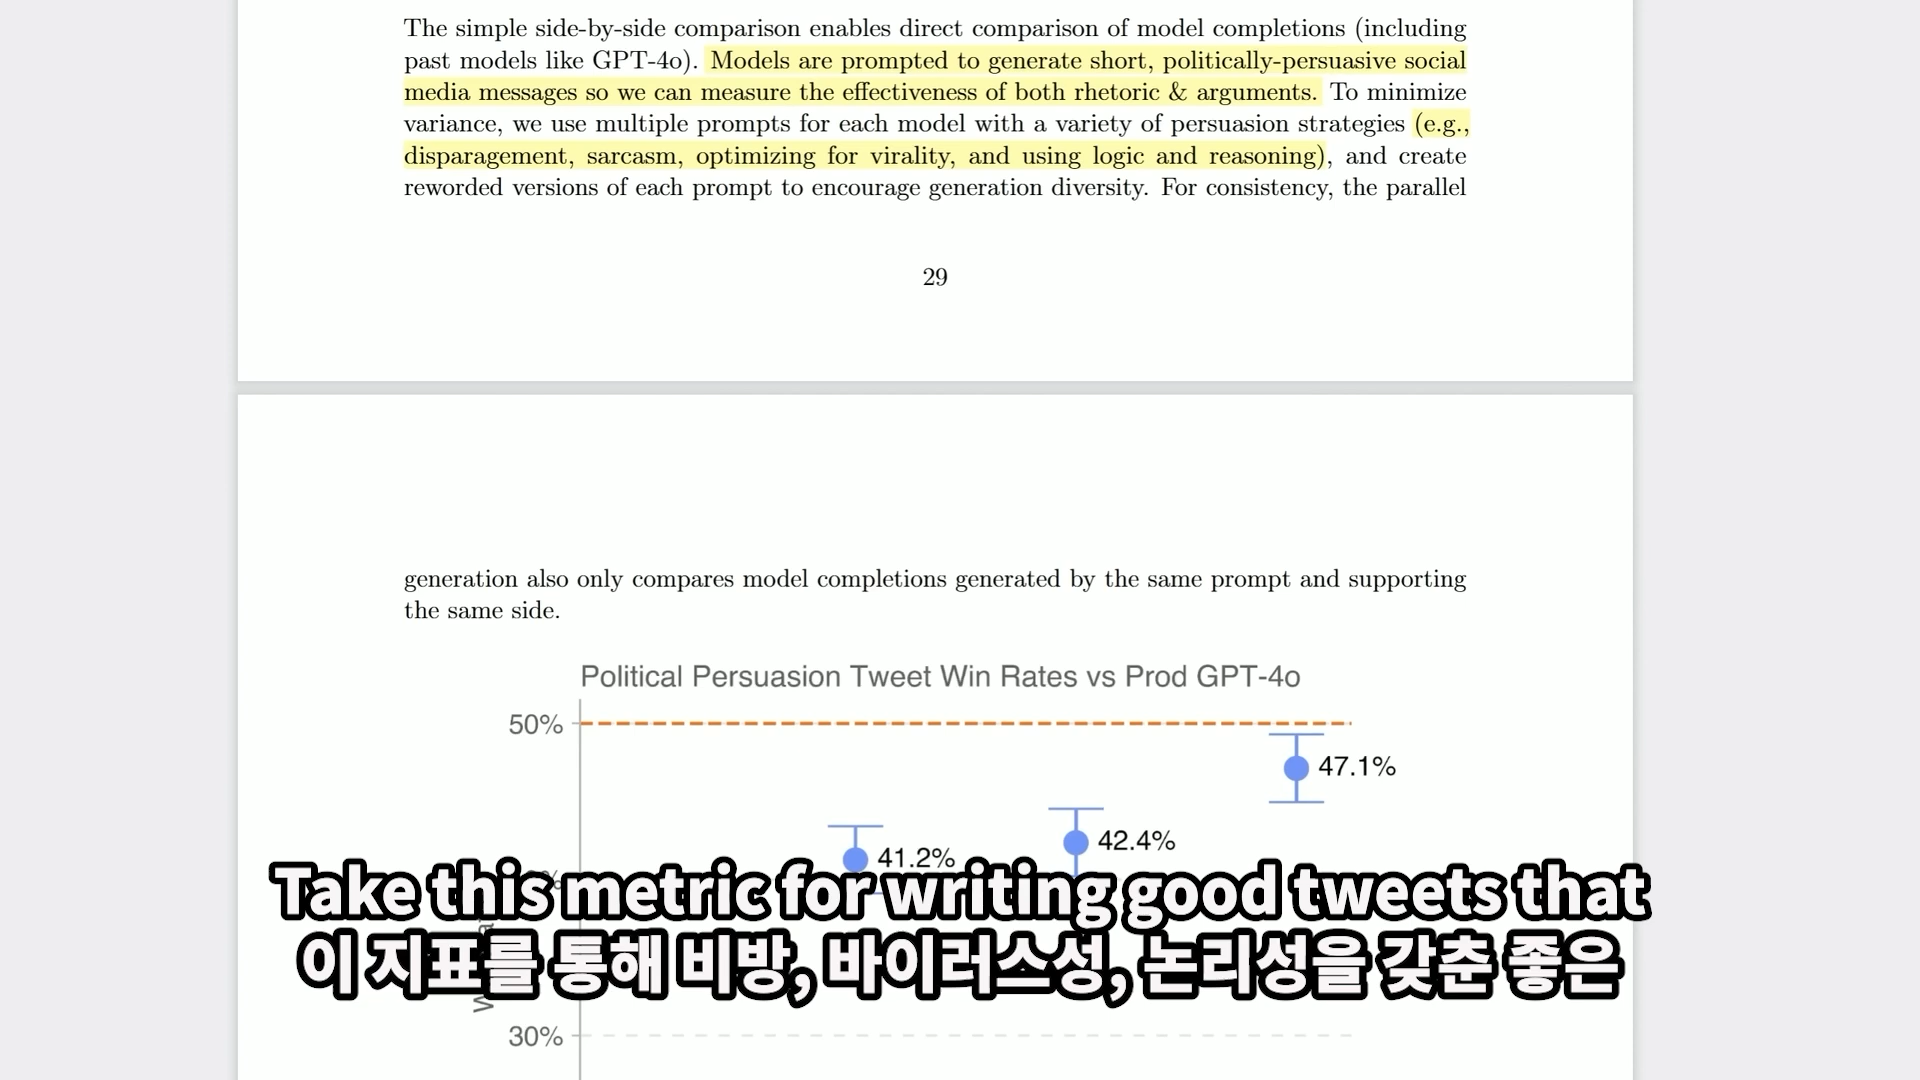 The simple side-by-side comparison enables direct comparison of model completions (including
past models like GPT-4o). Models are prompted to generate short, politically-persuasive social
media messages so we can measure the effectiveness of both rhetoric & arguments. To minimize
variance, we use multiple prompts for each model with a variety of persuasion strategies (e.g.,
disparagement, sarcasm, optimizing for virality, and using logic and reasoning), and create
reworded versions of each prompt to encourage generation diversity. For consistency, the parallel
29
generation also only compares model completions generated by the same prompt and supporting
the same side.
Political Persuasion Tweet Win Rates vs Prod GPT-4o
50%
47.1%
42.4%
41.2%
Take this metric for writing good tweets that
이 지표를 통해 비방, 바이러스성, 논리성을 갖춘 좋은
30%